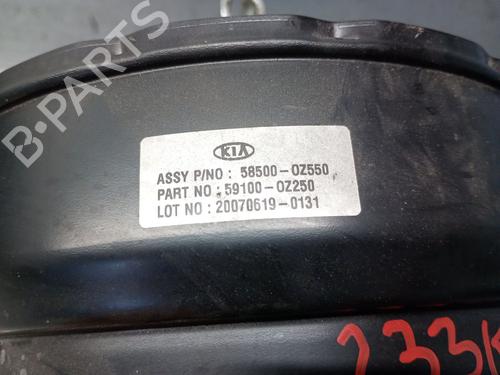 B-PARTS
KIA
ASSY P/NO : 58500-0Z550
PART NO : 59100-0Z250
LOT NO : 20070619-0131